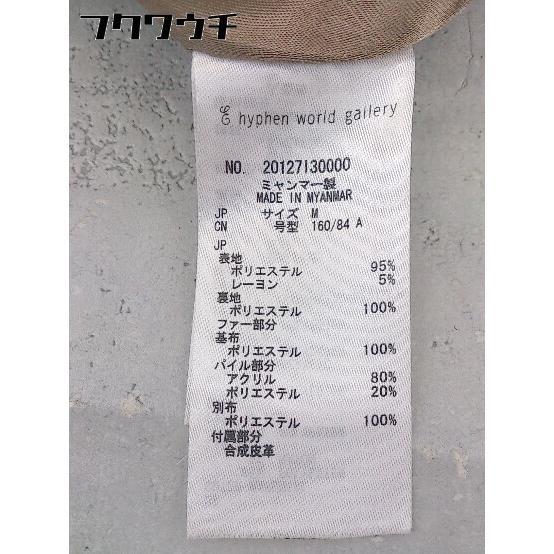 フクワウチ
E hyphen world gallery
NO. 20127130000
ミャンマー製
MADE IN MYANMAR
JP サイズ M
CN 号型 160/84 A
JP
表地
ポリエステル 95%
レーヨン 5%
裏地
ポリエステル 100%
ファー部分
基布
ポリエステル 100%
パイル部分
アクリル 80%
ポリエステル 20%
別布
ポリエステル 100%
付属部分
合成皮革